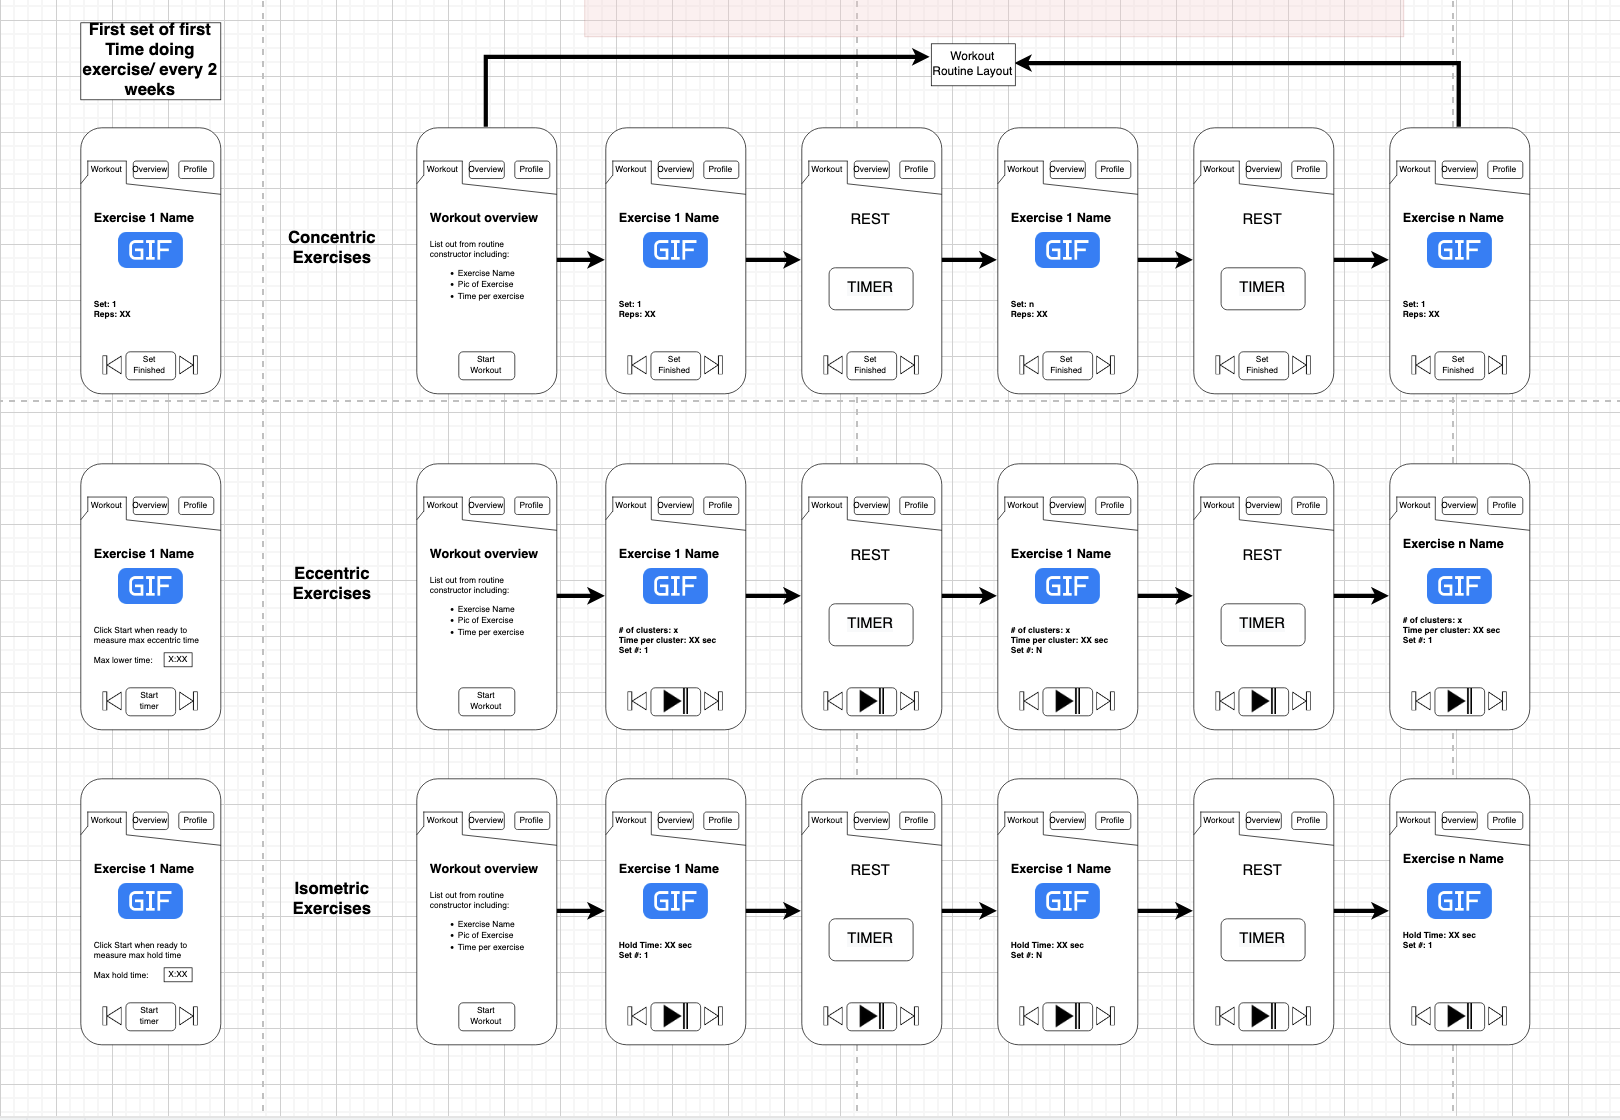 First set of first
Time doing
exercise/ every 2
weeks
Workout
Routine Layout
Workout Overview Profile
Exercise 1 Name
GIF
Set: 1
Reps: XX
Set
Finished
Concentric
Exercises
Workout Overview Profile
Workout overview
List out from routine
constructor including:
• Exercise Name
• Pic of Exercise
• Time per exercise
Start
Workout
Workout Overview Profile
Exercise 1 Name
GIF
Set: 1
Reps: XX
Set
Finished
Workout Overview Profile
REST
TIMER
Set
Finished
Workout Overview Profile
Exercise 1 Name
GIF
Set: n
Reps: XX
Set
Finished
Workout Overview Profile
REST
TIMER
Set
Finished
Workout Overview Profile
Exercise n Name
GIF
Set: 1
Reps: XX
Set
Finished
Workout Overview Profile
Exercise 1 Name
GIF
Click Start when ready to
measure max eccentric time
Max lower time: X:XX
Start
timer
Eccentric
Exercises
Workout Overview Profile
Workout overview
List out from routine
constructor including:
• Exercise Name
• Pic of Exercise
• Time per exercise
Start
Workout
Workout Overview Profile
Exercise 1 Name
GIF
# of clusters: x
Time per cluster: XX sec
Set #: 1
Workout Overview Profile
REST
TIMER
Workout Overview Profile
Exercise 1 Name
GIF
# of clusters: x
Time per cluster: XX sec
Set #: N
Workout Overview Profile
REST
TIMER
Workout Overview Profile
Exercise n Name
GIF
# of clusters: x
Time per cluster: XX sec
Set #: 1
Workout Overview Profile
Exercise 1 Name
GIF
Click Start when ready to
measure max hold time
Max hold time: X:XX
Start
timer
Isometric
Exercises
Workout Overview Profile
Workout overview
List out from routine
constructor including:
• Exercise Name
• Pic of Exercise
• Time per exercise
Start
Workout
Workout Overview Profile
Exercise 1 Name
GIF
Hold Time: XX sec
Set #: 1
Workout Overview Profile
REST
TIMER
Workout Overview Profile
Exercise 1 Name
GIF
Hold Time: XX sec
Set #: N
Workout Overview Profile
REST
TIMER
Workout Overview Profile
Exercise n Name
GIF
Hold Time: XX sec
Set #: 1